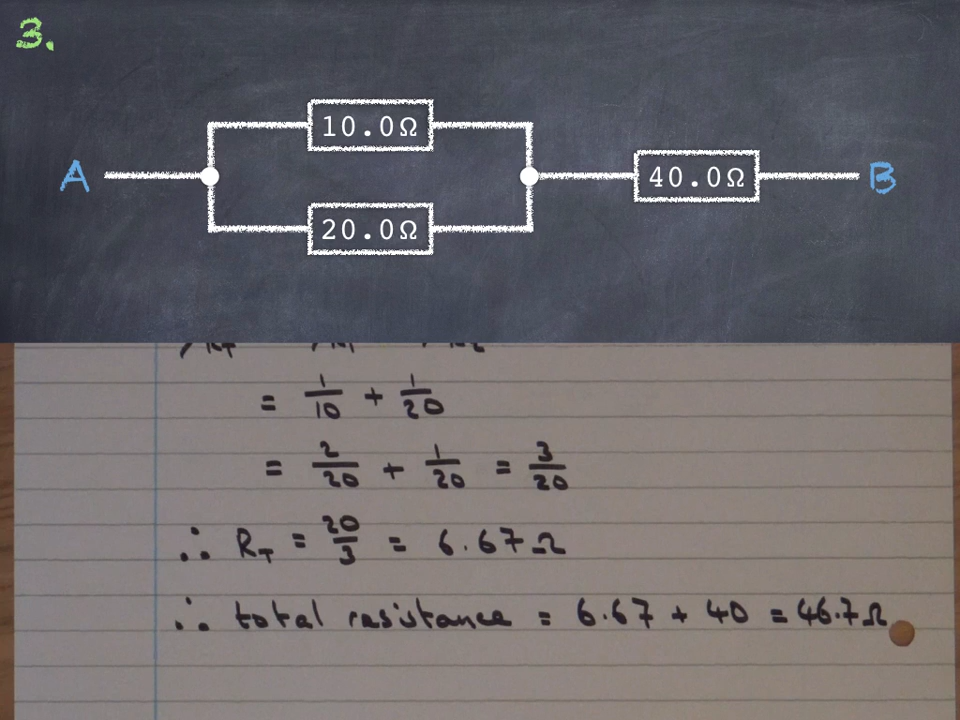 3.
10.0Ω
A
40.0Ω
B
20.0Ω
= 1/10 + 1/20
= 2/20 + 1/20 = 3/20
∴ R_T = 20/3 = 6.67Ω
∴ total resistance = 6.67 + 40 = 46.7Ω